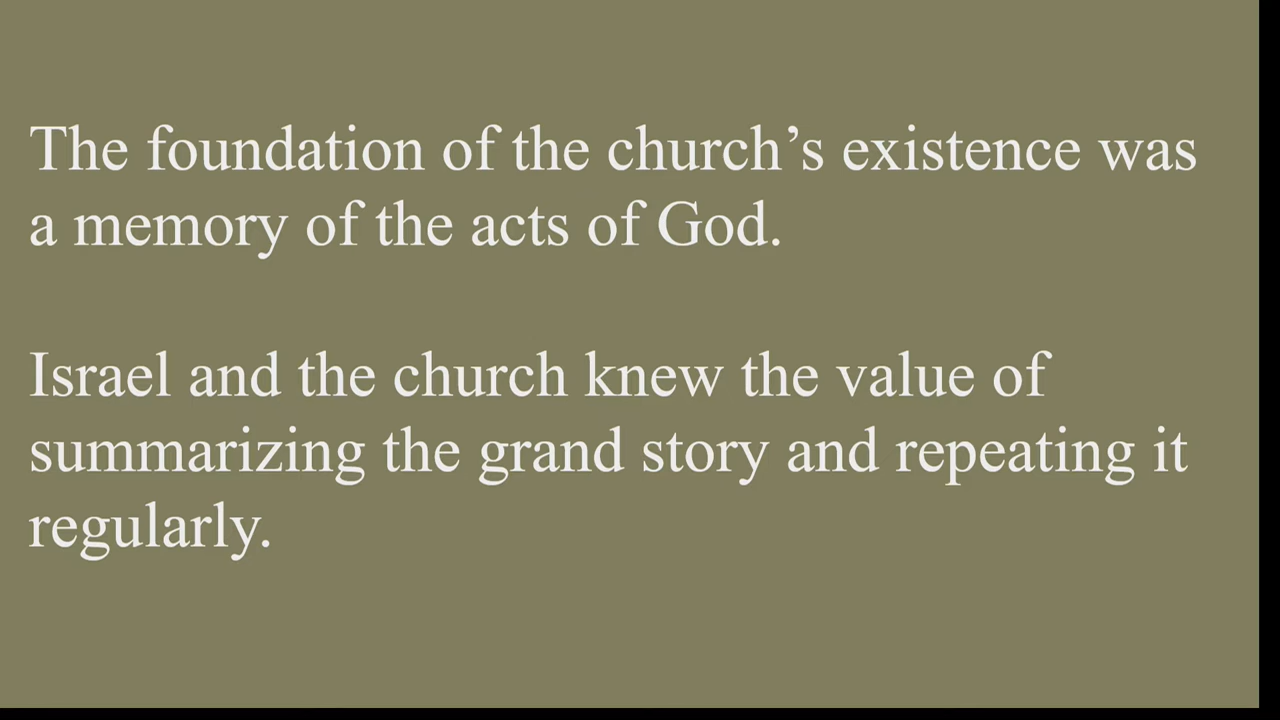 The foundation of the church’s existence was
a memory of the acts of God.
Israel and the church knew the value of
summarizing the grand story and repeating it
regularly.